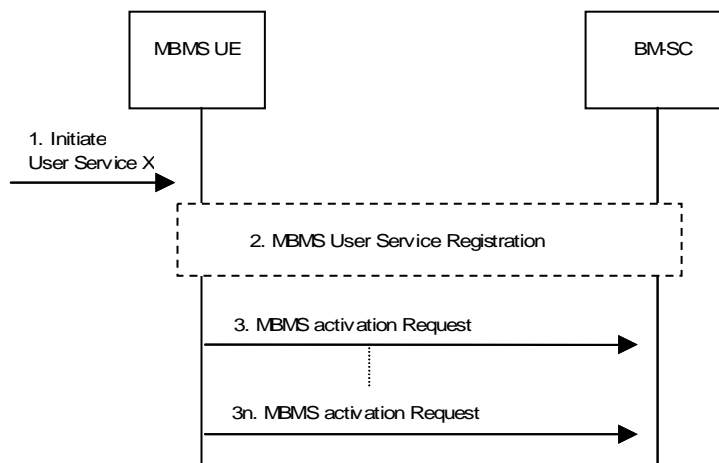 MBMS UE
BM-SC
1. Initiate
User Service X
2. MBMS User Service Registration
3. MBMS activation Request
3n. MBMS activation Request